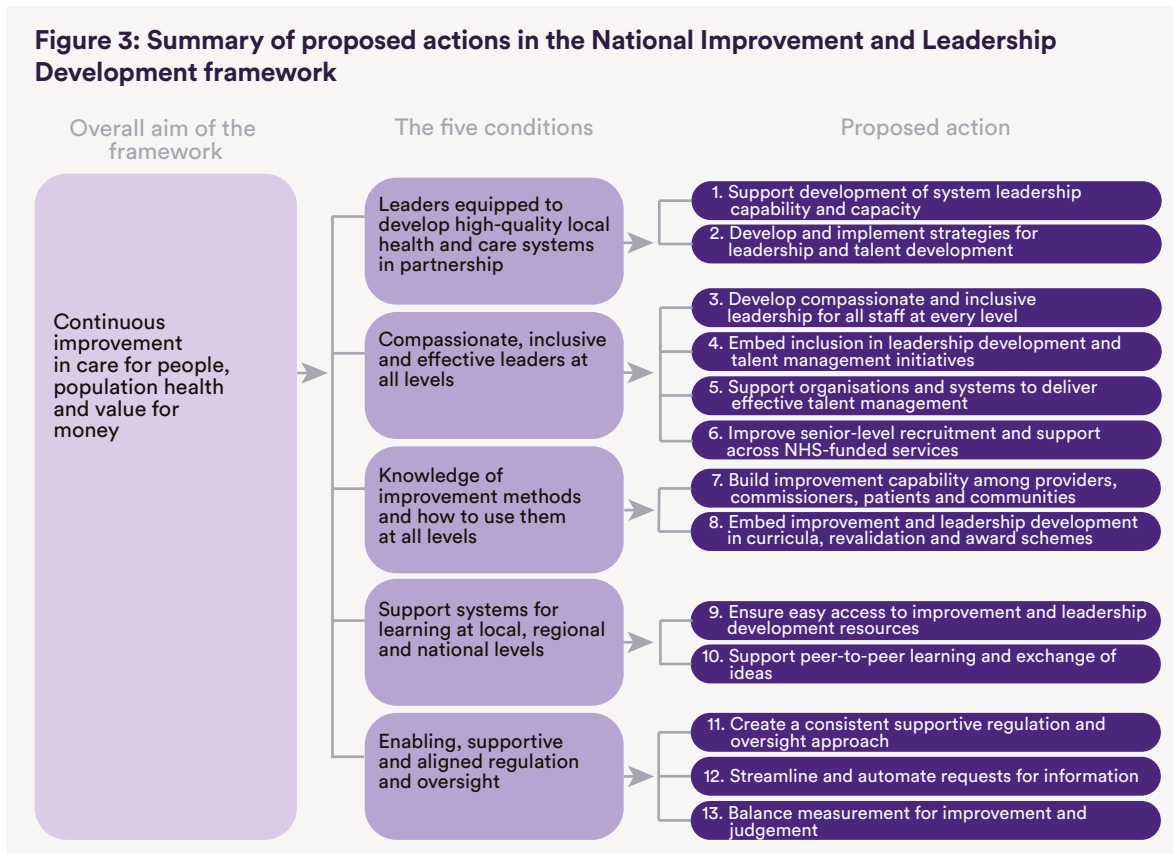 Figure 3: Summary of proposed actions in the National Improvement and Leadership
Development framework
Overall aim of the
framework
The five conditions
Proposed action
Continuous
improvement
in care for people,
population health
and value for
money
Leaders equipped to
develop high-quality local
health and care systems
in partnership
1. Support development of system leadership
capability and capacity
2. Develop and implement strategies for
leadership and talent development
Compassionate, inclusive
and effective leaders at
all levels
3. Develop compassionate and inclusive
leadership for all staff at every level
4. Embed inclusion in leadership development and
talent management initiatives
5. Support organisations and systems to deliver
effective talent management
6. Improve senior-level recruitment and support
across NHS-funded services
Knowledge of
improvement methods
and how to use them
at all levels
7. Build improvement capability among providers,
commissioners, patients and communities
8. Embed improvement and leadership development
in curricula, revalidation and award schemes
Support systems for
learning at local, regional
and national levels
9. Ensure easy access to improvement and leadership
development resources
10. Support peer-to-peer learning and exchange of
ideas
Enabling, supportive
and aligned regulation
and oversight
11. Create a consistent supportive regulation and
oversight approach
12. Streamline and automate requests for information
13. Balance measurement for improvement and
judgement